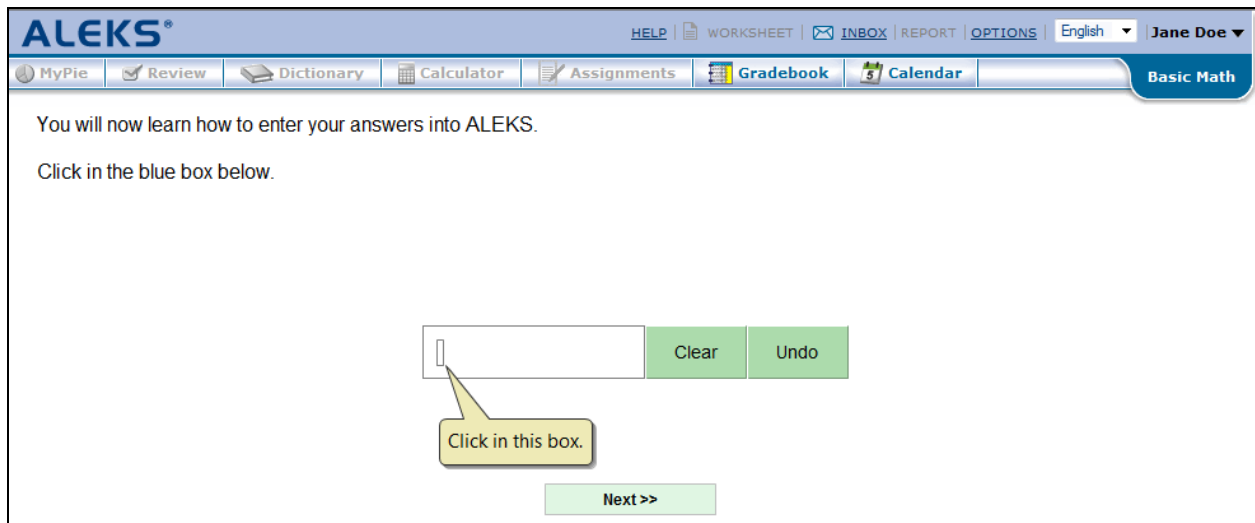 ALEKS®
HELP | WORKSHEET | INBOX | REPORT | OPTIONS | English ▼ | Jane Doe ▼
MyPie Review Dictionary Calculator Assignments Gradebook 5 Calendar Basic Math
You will now learn how to enter your answers into ALEKS.
Click in the blue box below.
Clear Undo
Click in this box.
Next >>